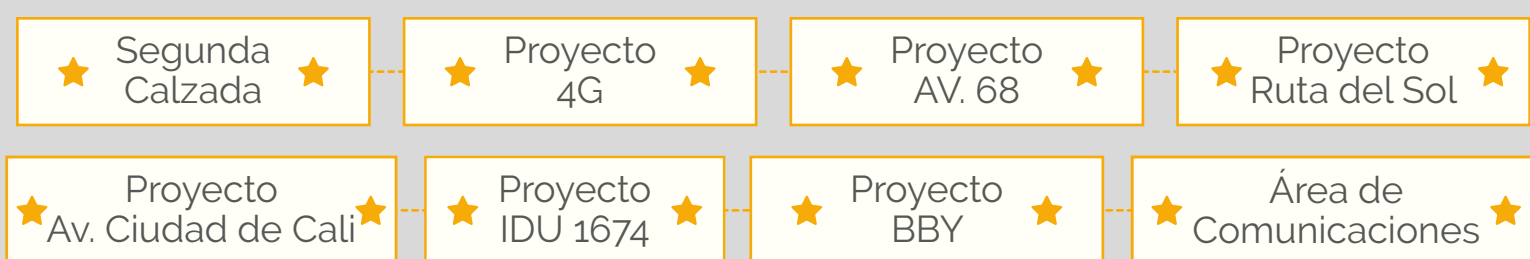 Segunda
Calzada
Proyecto
4G
Proyecto
AV. 68
Proyecto
Ruta del Sol
Proyecto
Av. Ciudad de Cali
Proyecto
IDU 1674
Proyecto
BBY
Área de
Comunicaciones